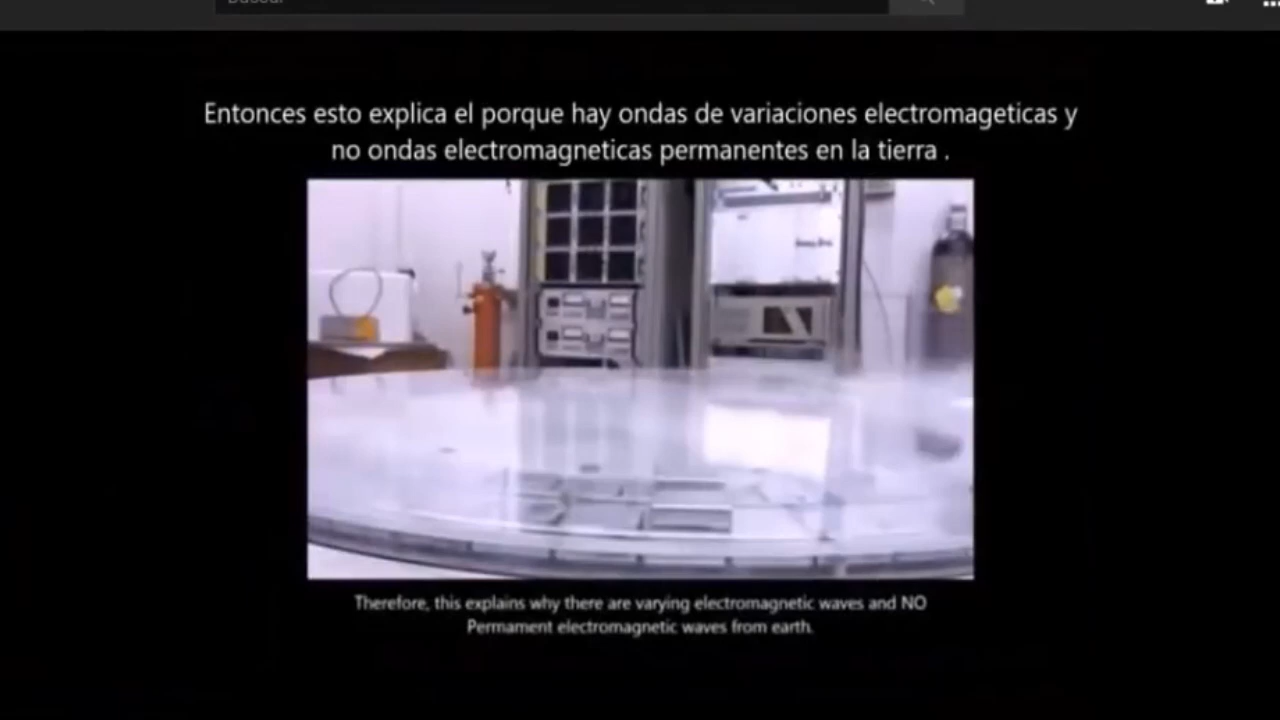 Buscar
Entonces esto explica el porque hay ondas de variaciones electromageticas y
no ondas electromagneticas permanentes en la tierra .
Therefore, this explains why there are varying electromagnetic waves and NO
Permament electromagnetic waves from earth.